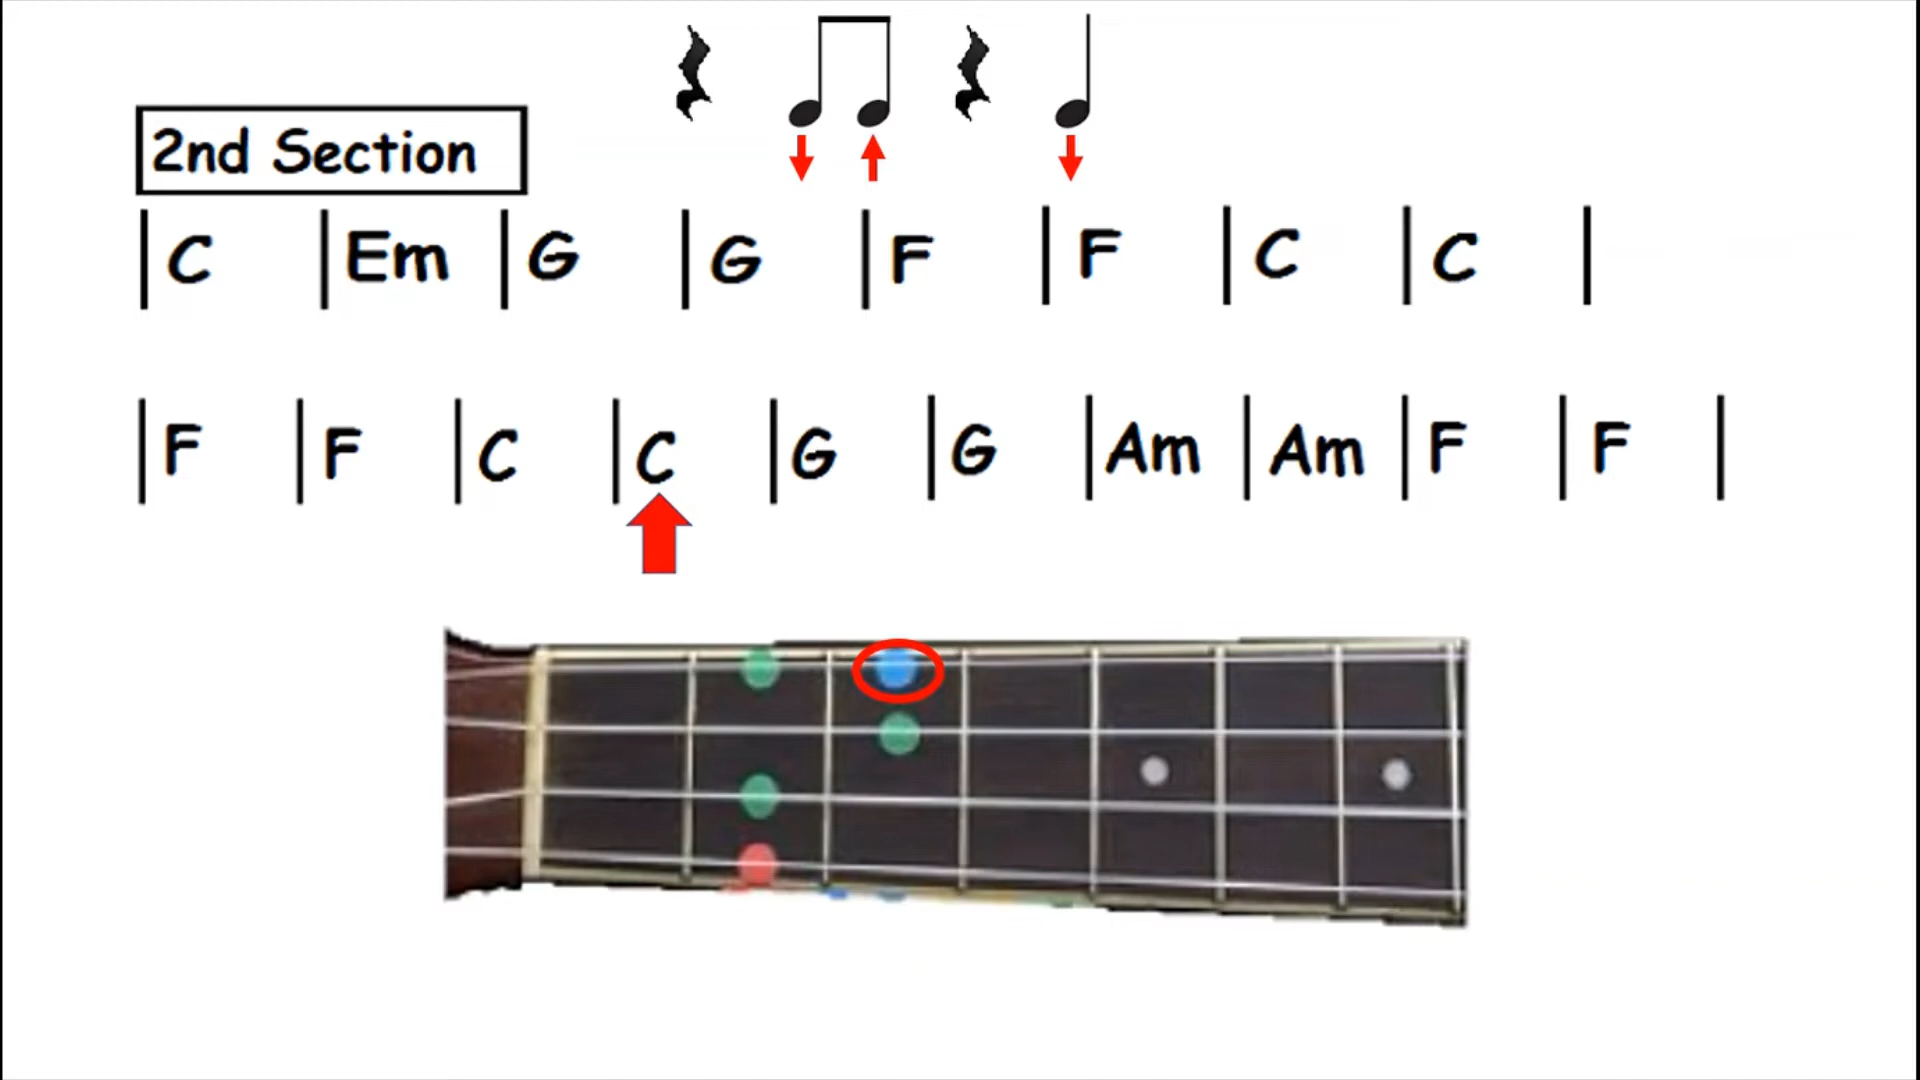 2nd Section
| C | Em | G | G | F | F | C | C |
| F | F | C | C | G | G | Am | Am | F | F |